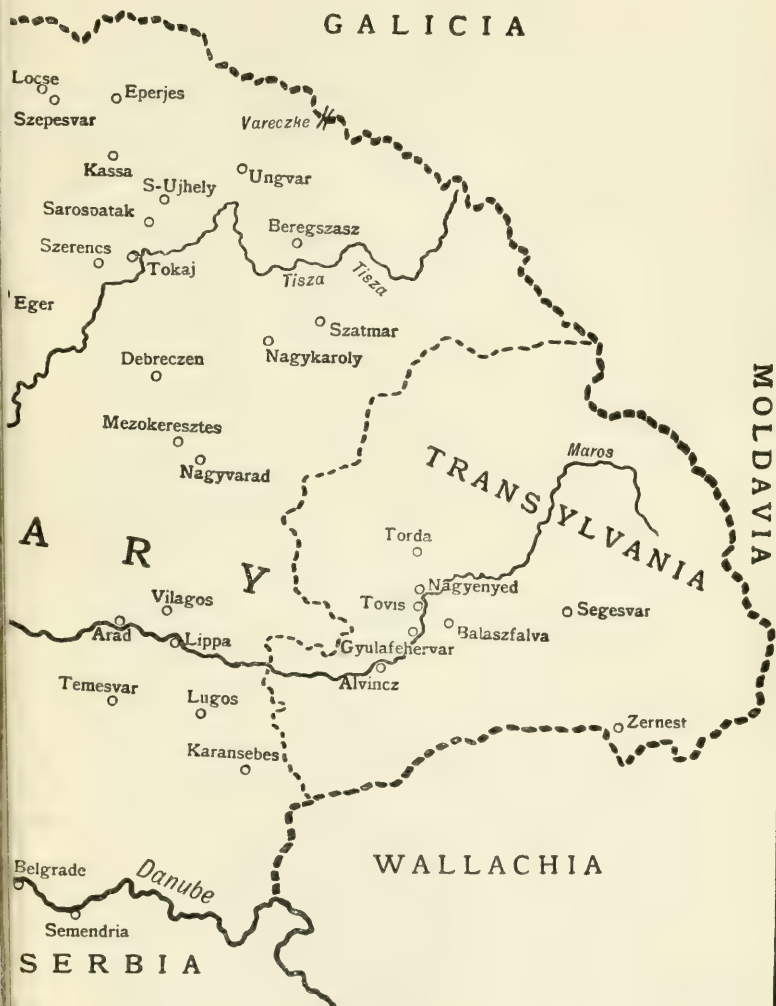 GALICIA
Locse
Szepesvar
Eperjes
Vareczke
Kassa
Ungvar
S-Ujhely
Sarosoatak
Beregszasz
Szerencs
Tokaj
Tisza
Tisza
Eger
Szatmar
Nagykaroly
Debreczen
MOLDAVIA
Mezokeresztes
Nagyvarad
Maros
TRANSYLVANIA
A R Y
Torda
Nagyenyed
Tovis
Segesvar
Balaszfalva
Gyulafehervar
Alvincz
Vilagos
Arad
Lippa
Temesvar
Lugos
Zernest
Karansebes
WALLACHIA
Belgrade
Danube
Semendria
SERBIA